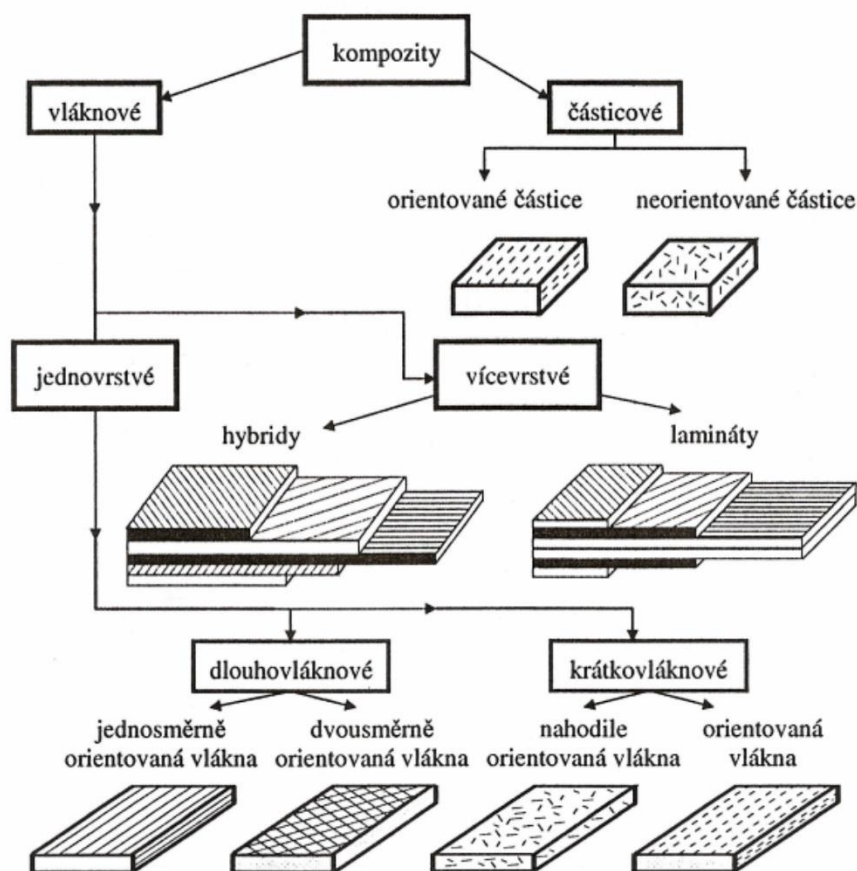 kompozity
vláknové
částicové
orientované částice
neorientované částice
jednovrstvé
vícevrstvé
hybridy
lamináty
dlouhovláknové
krátkovláknové
jednosměrně
orientovaná vlákna
dvousměrně
orientovaná vlákna
nahodile
orientovaná vlákna
orientovaná
vlákna